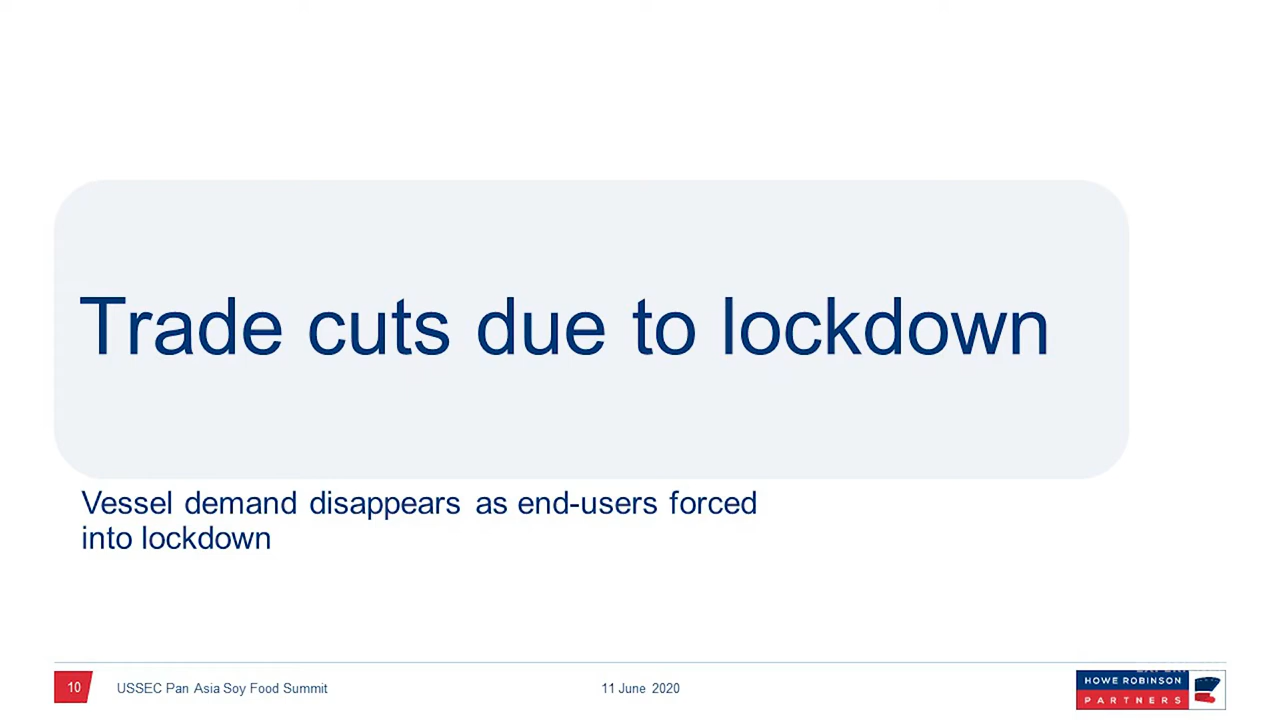 Trade cuts due to lockdown
Vessel demand disappears as end-users forced
into lockdown
10
USSEC Pan Asia Soy Food Summit
11 June 2020
HOWE ROBINSON
PARTNERS